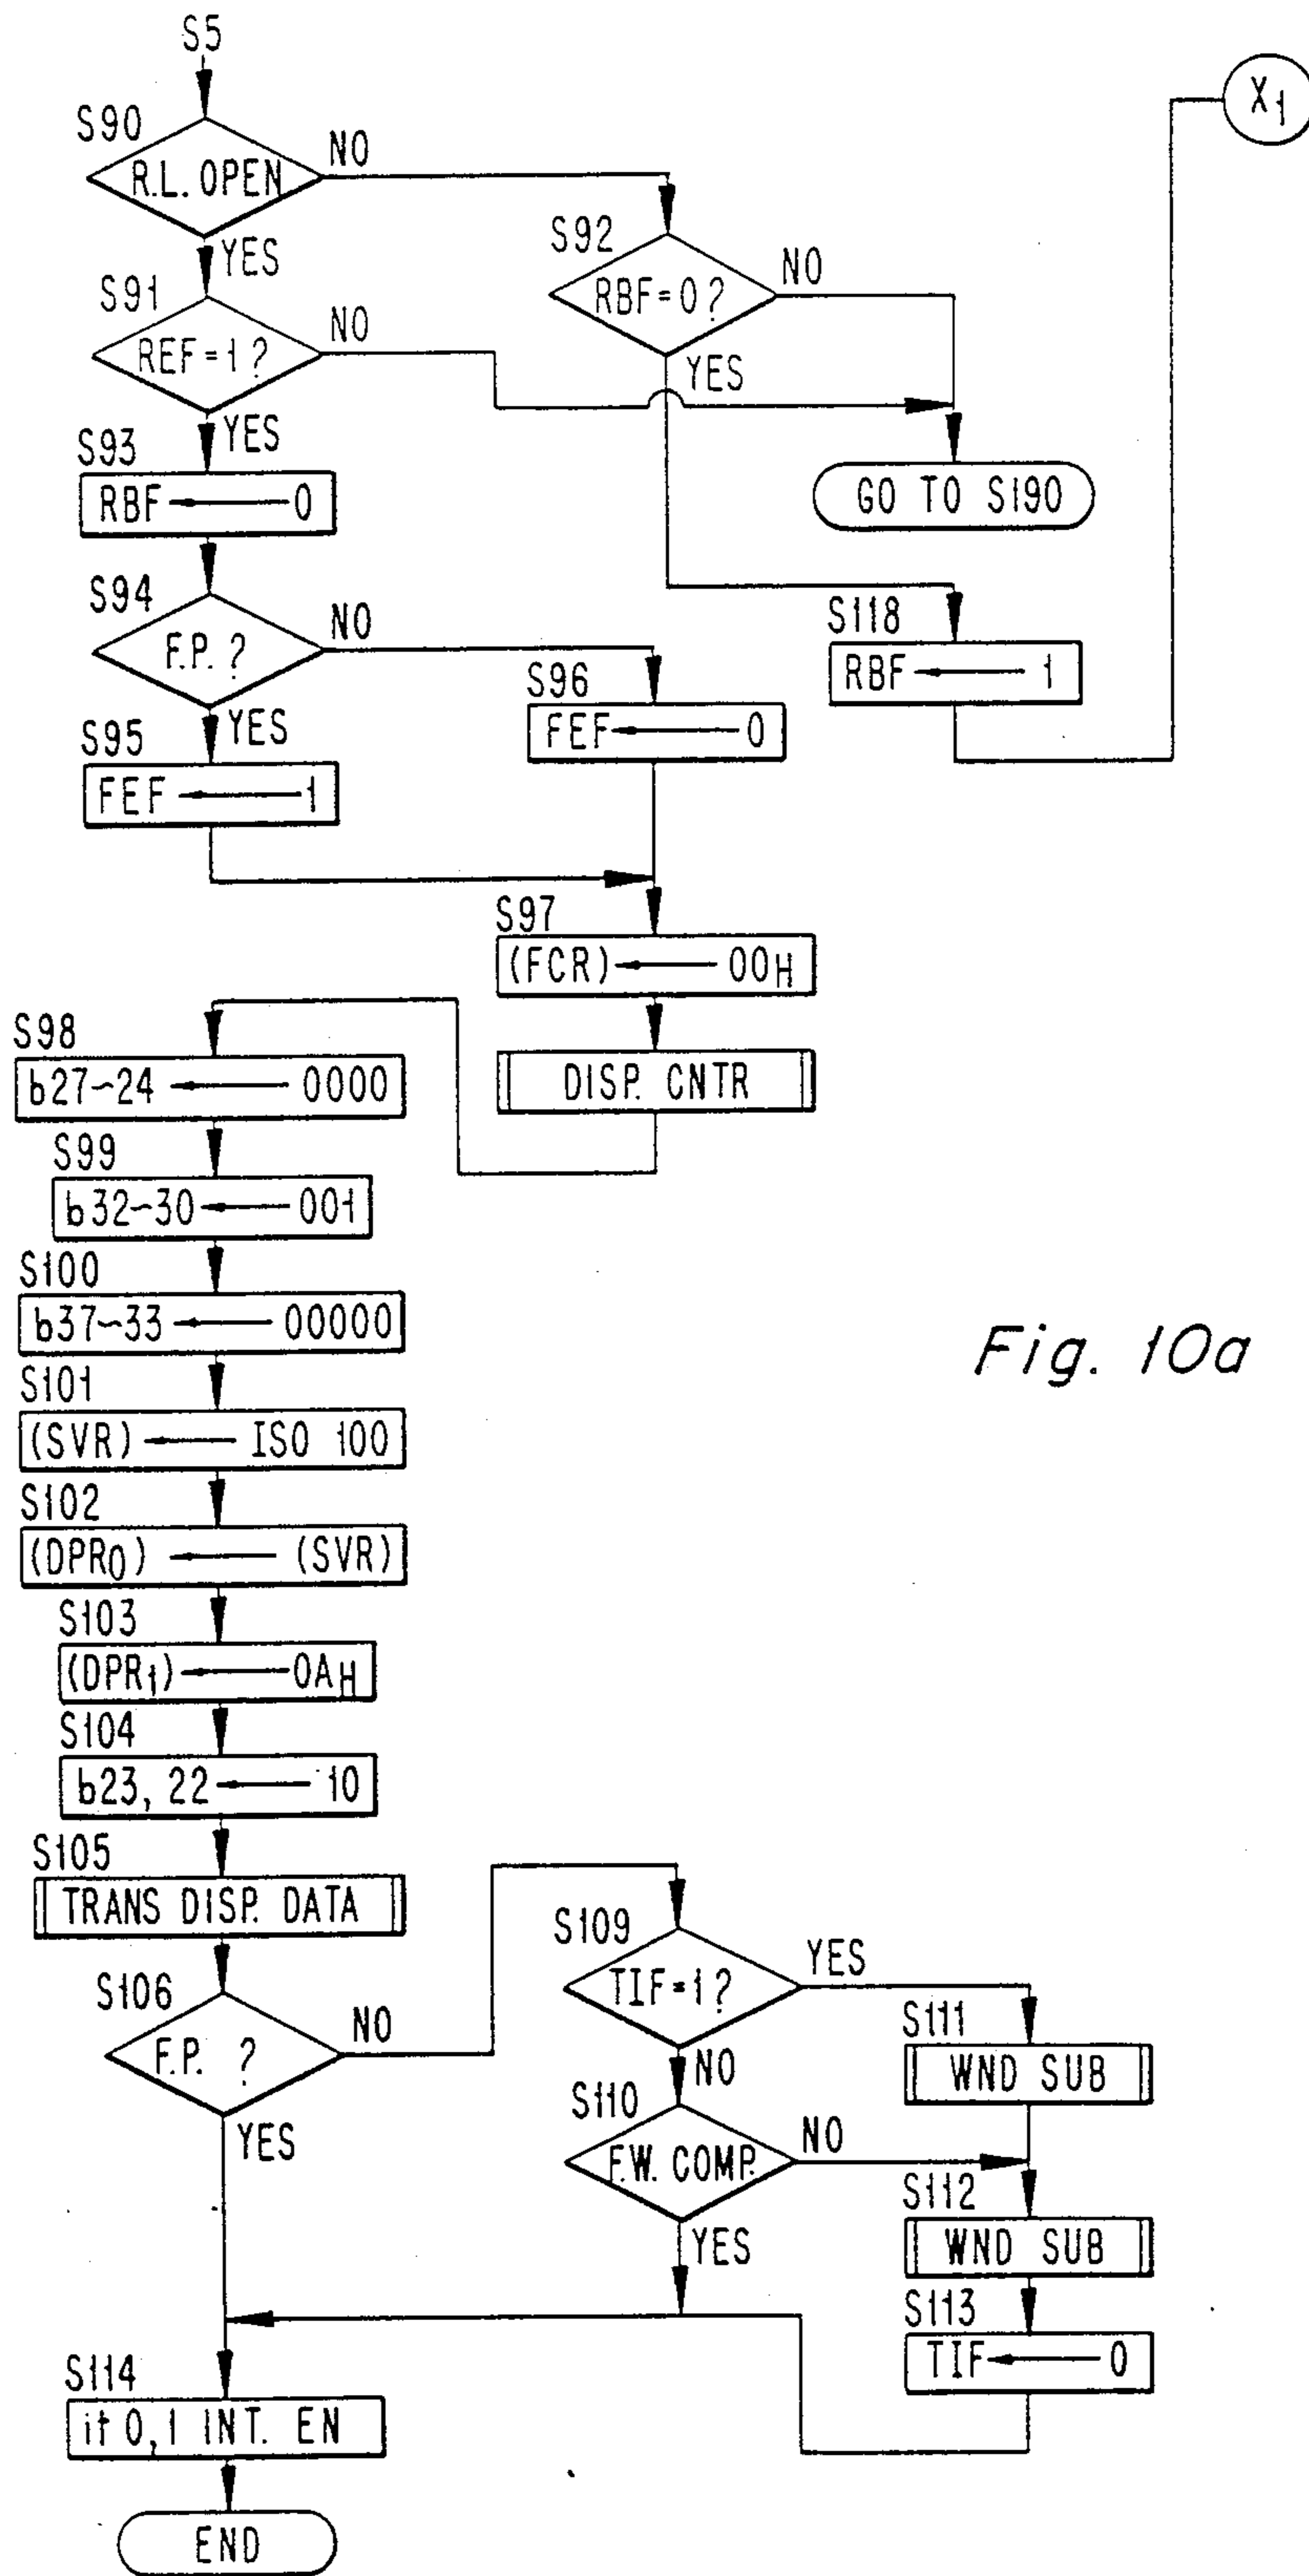 S5
X1
S90
R.L. OPEN
NO
YES
S91
REF=1?
NO
YES
S92
RBF=0?
NO
YES
GO TO S190
S93
RBF ← 0
S94
F.P. ?
NO
YES
S95
FEF ← 1
S96
FEF ← 0
S118
RBF ← 1
S97
(FCR) ← 00H
DISP. CNTR
S98
b27~24 ← 0000
S99
b32~30 ← 001
S100
b37~33 ← 00000
S101
(SVR) ← ISO 100
S102
(DPR0) ← (SVR)
S103
(DPR1) ← 0AH
S104
b23, 22 ← 10
S105
TRANS DISP. DATA
S106
F.P. ?
NO
YES
S109
TIF=1?
YES
NO
S110
F.W. COMP.
NO
YES
S111
WND SUB
S112
WND SUB
S113
TIF ← 0
S114
it 0,1 INT. EN
END
Fig. 10a